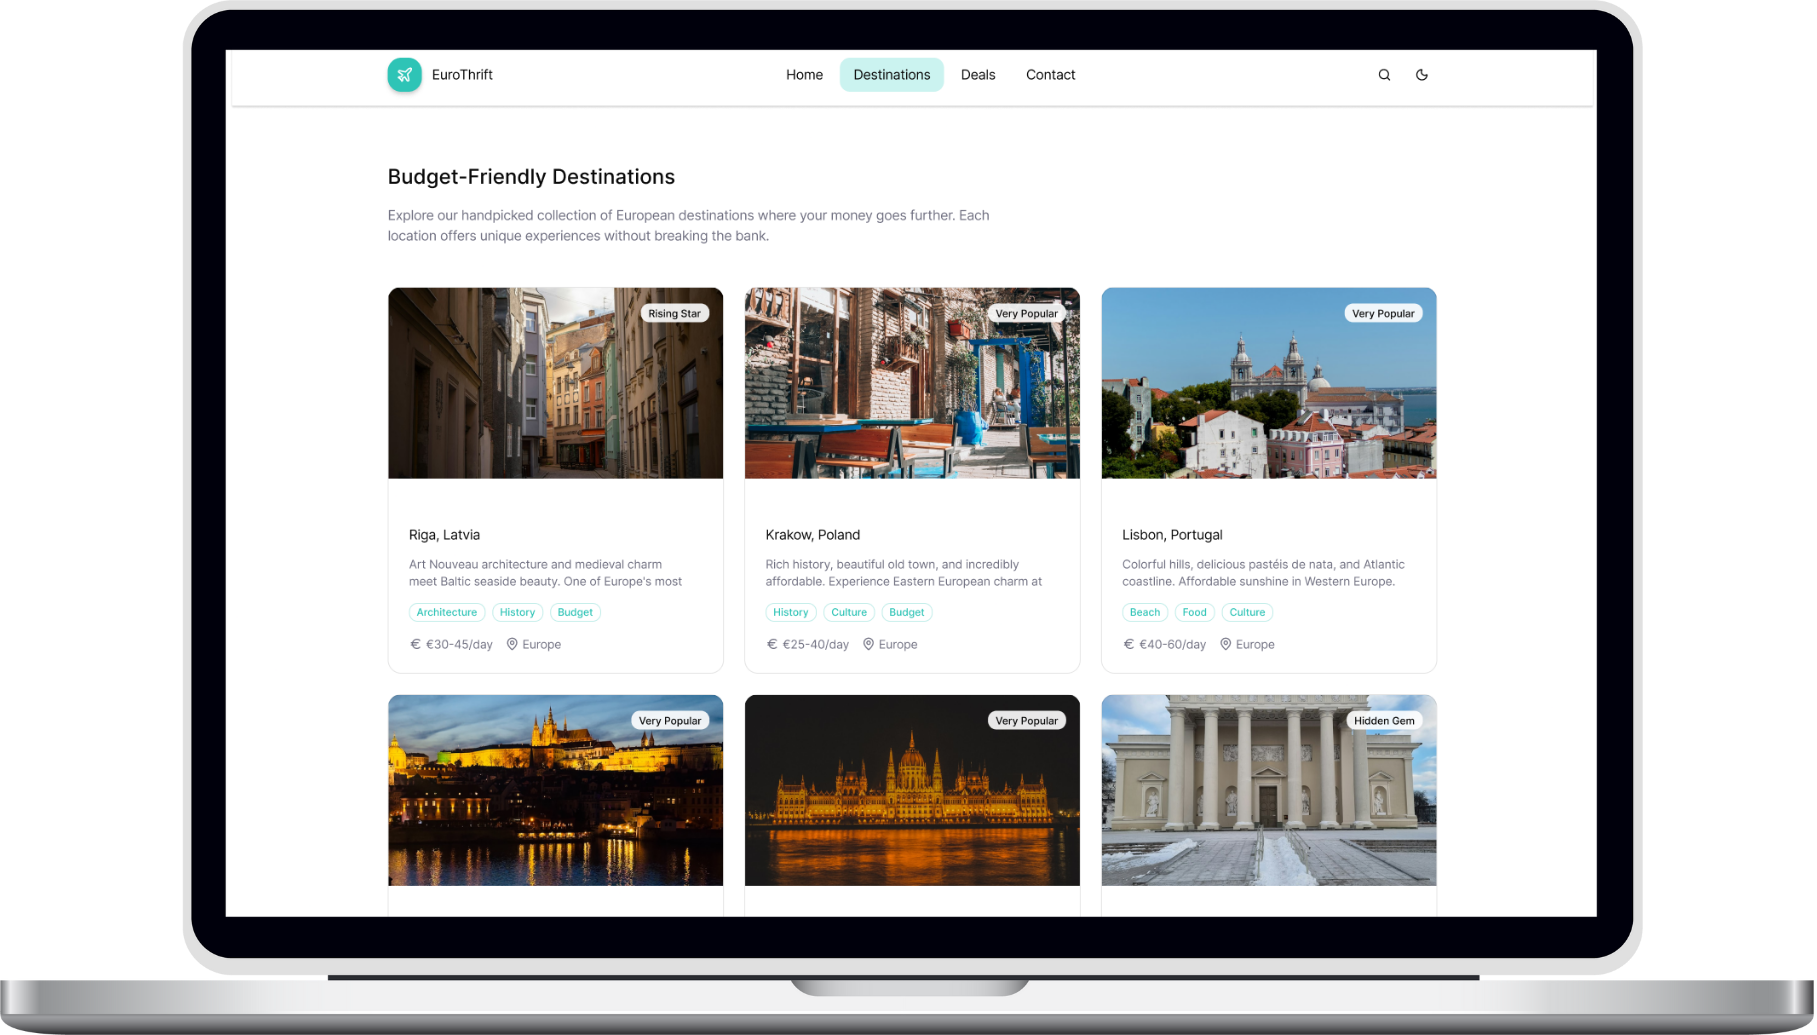 EuroThrift
Home
Destinations
Deals
Contact
Budget-Friendly Destinations
Explore our handpicked collection of European destinations where your money goes further. Each
location offers unique experiences without breaking the bank.
Rising Star
Very Popular
Very Popular
Riga, Latvia
Art Nouveau architecture and medieval charm
meet Baltic seaside beauty. One of Europe's most
Architecture
History
Budget
€ €30-45/day
Europe
Krakow, Poland
Rich history, beautiful old town, and incredibly
affordable. Experience Eastern European charm at
History
Culture
Budget
€ €25-40/day
Europe
Lisbon, Portugal
Colorful hills, delicious pastéis de nata, and Atlantic
coastline. Affordable sunshine in Western Europe.
Beach
Food
Culture
€ €40-60/day
Europe
Very Popular
Very Popular
Hidden Gem